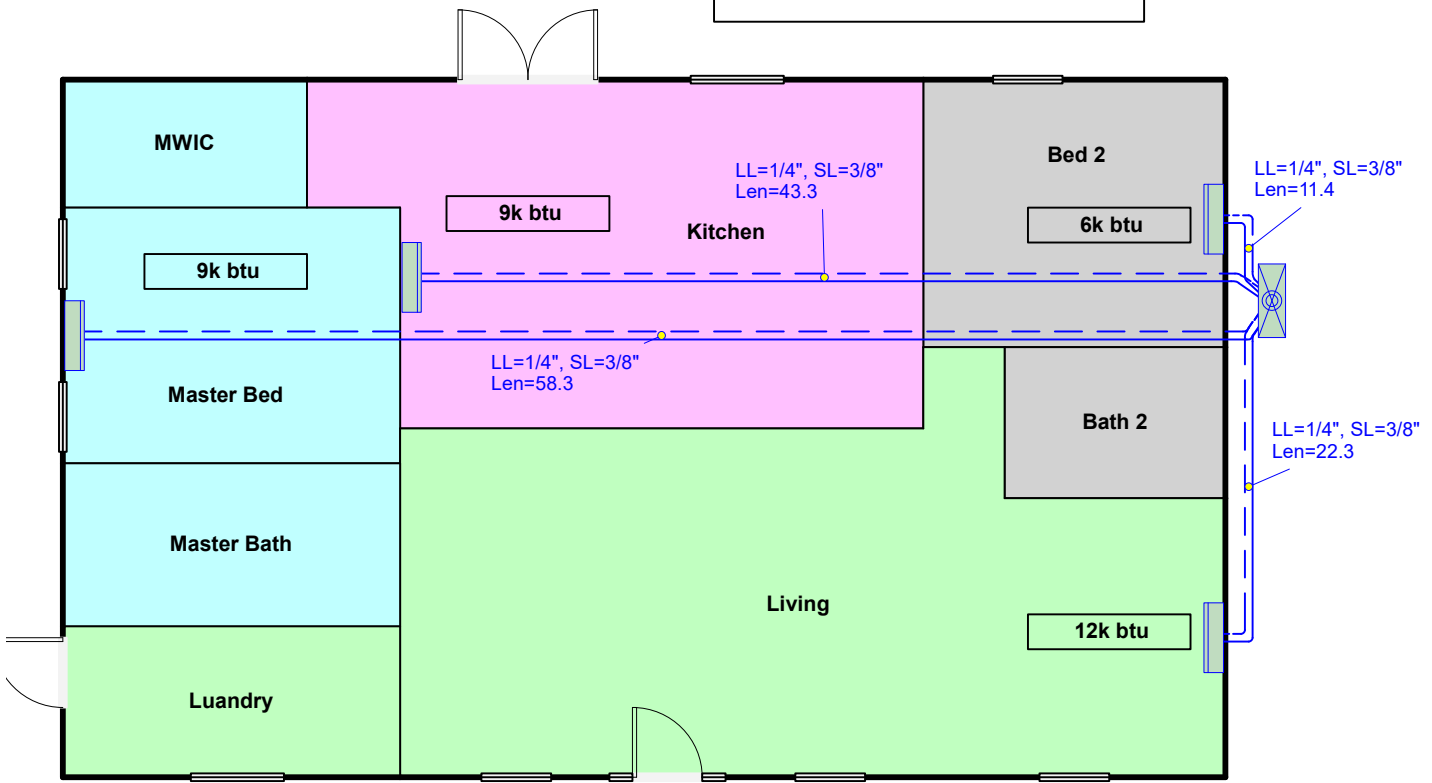 MWIC
Bed 2
LL=1/4", SL=3/8"
Len=43.3
LL=1/4", SL=3/8"
Len=11.4
9k btu
Kitchen
6k btu
9k btu
LL=1/4", SL=3/8"
Len=58.3
Master Bed
Bath 2
LL=1/4", SL=3/8"
Len=22.3
Master Bath
Living
12k btu
Luandry